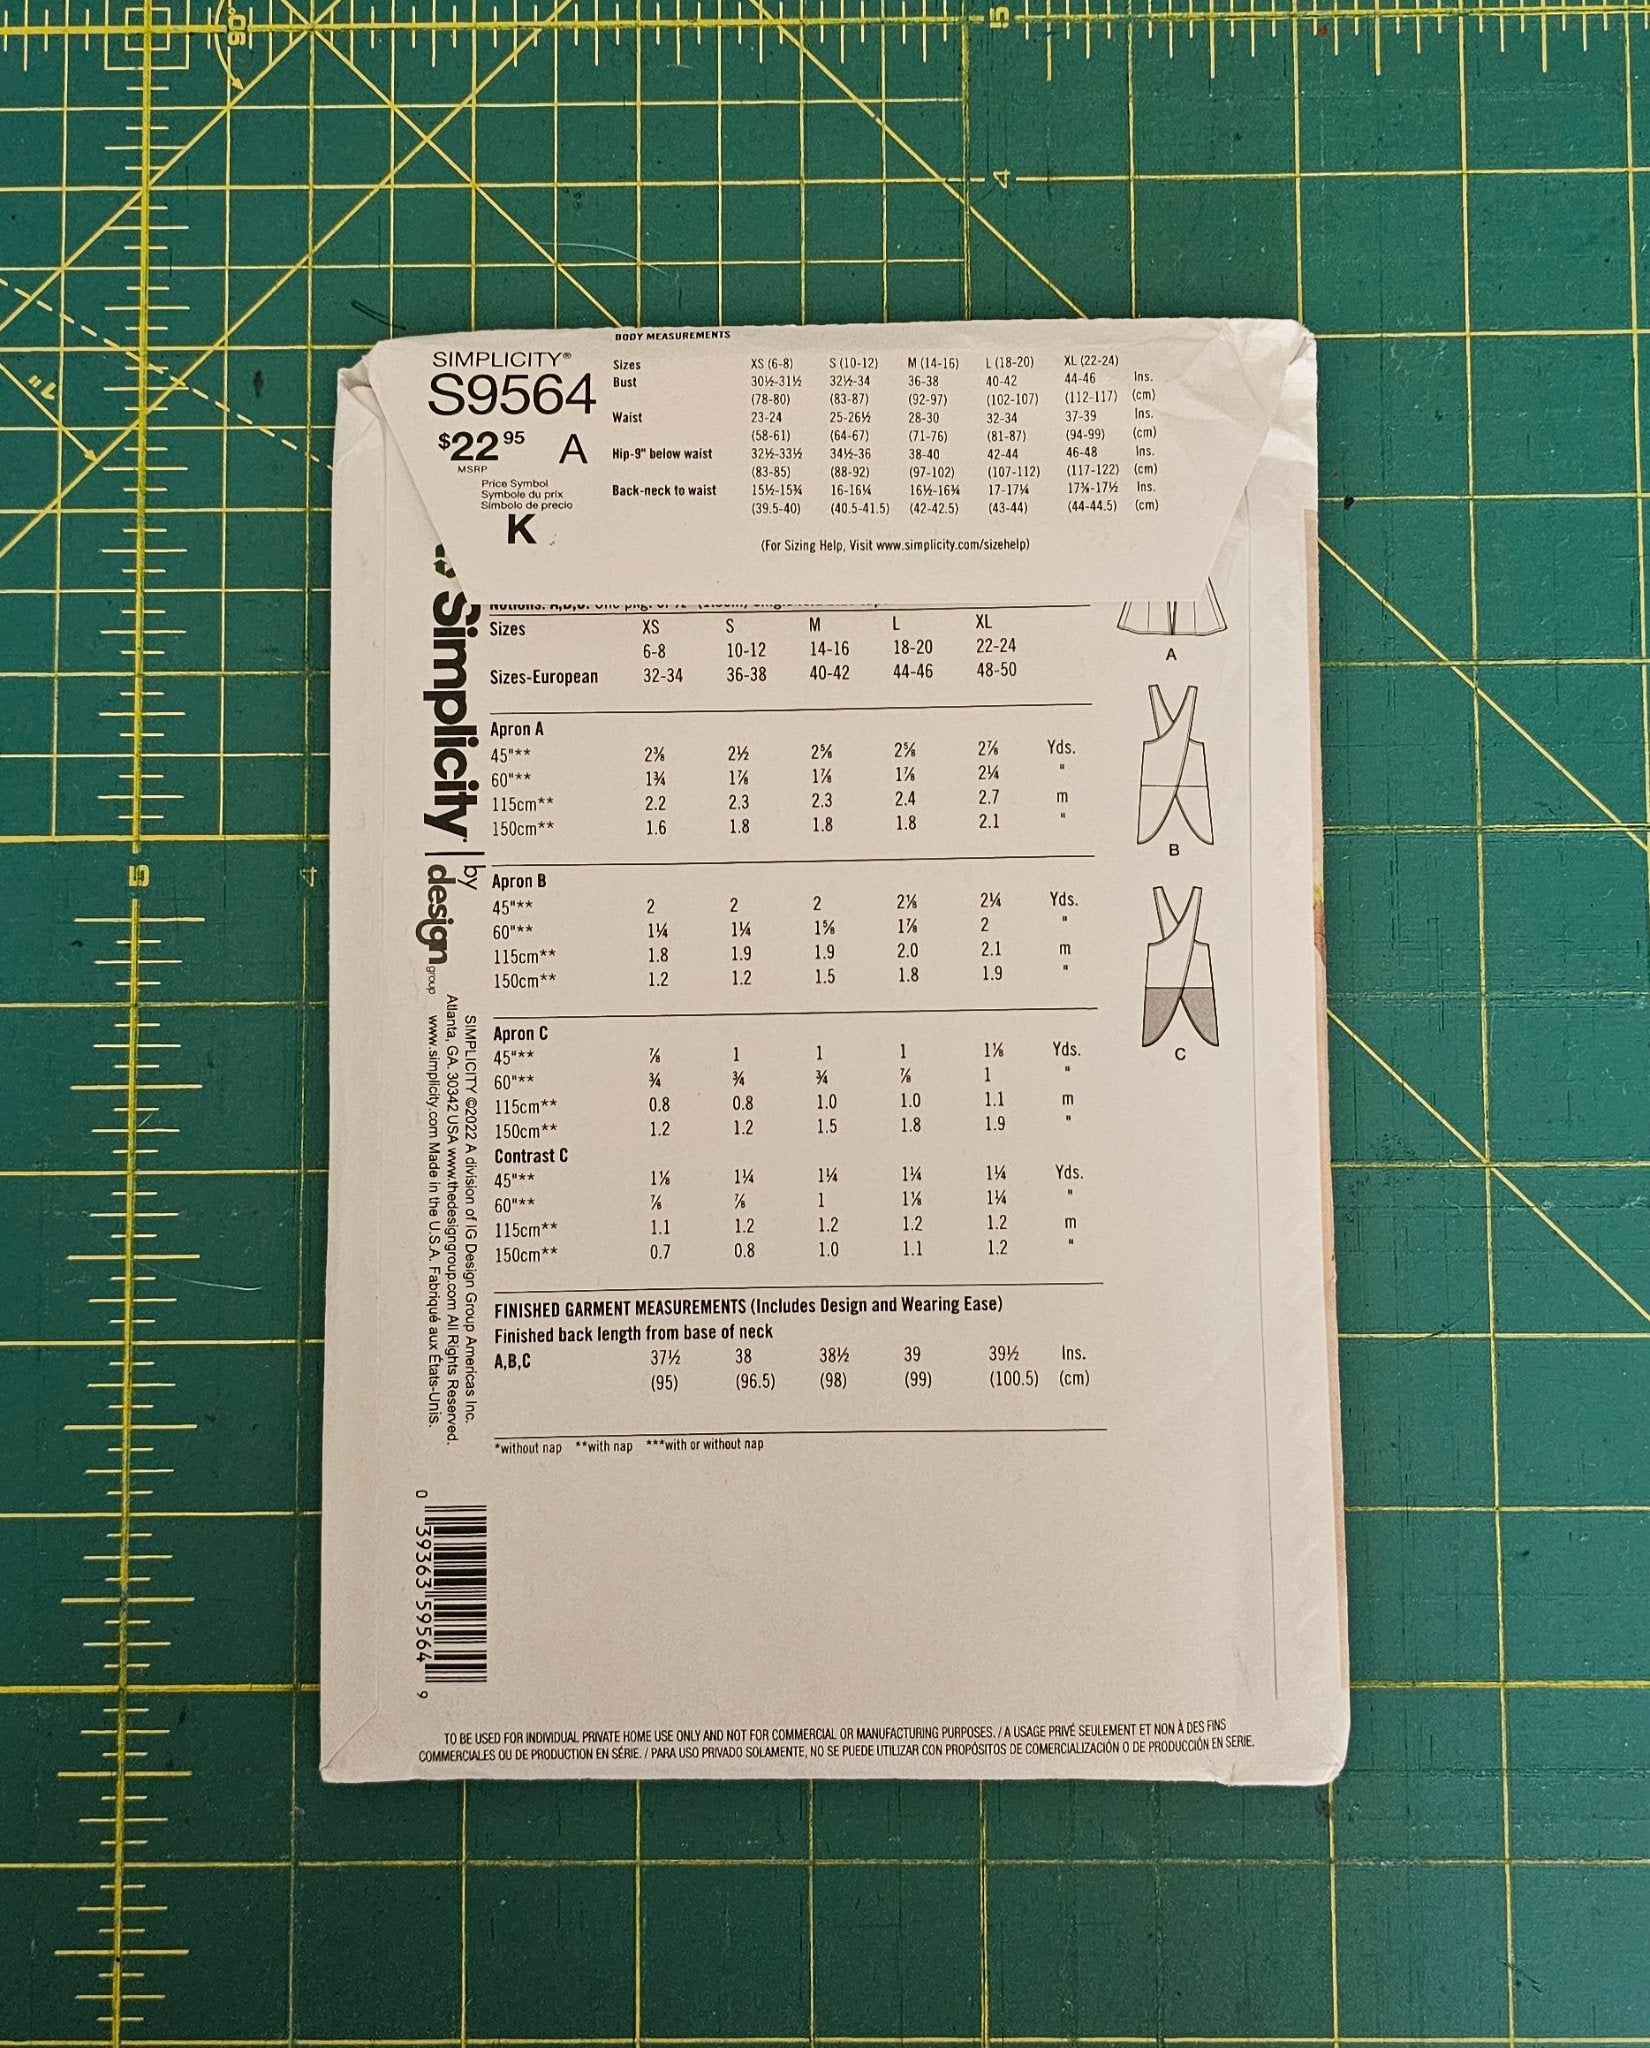 BODY MEASUREMENTS
SIMPLICITY®
S9564
$22 95 A
MSRP
Price Symbol
Symbole du prix
Símbolo de precio
K
Sizes XS (6-8) S (10-12) M (14-16) L (18-20) XL (22-24)
Bust 30½-31½ 32½-34 36-38 40-42 44-46 Ins.
(78-80) (83-87) (92-97) (102-107) (112-117) (cm)
Waist 23-24 25-26½ 28-30 32-34 37-39 Ins.
(58-61) (64-67) (71-76) (81-87) (94-99) (cm)
Hip-9" below waist 32½-33½ 34½-36 38-40 42-44 46-48 Ins.
(83-85) (88-92) (97-102) (107-112) (117-122) (cm)
Back-neck to waist 15½-15¾ 16-16¼ 16½-16¾ 17-17¼ 17⅜-17½ Ins.
(39.5-40) (40.5-41.5) (42-42.5) (43-44) (44-44.5) (cm)
(For Sizing Help, Visit www.simplicity.com/sizehelp)
Sizes XS S M L XL
6-8 10-12 14-16 18-20 22-24
Sizes-European 32-34 36-38 40-42 44-46 48-50
Apron A
45"** 2⅜ 2½ 2⅝ 2⅝ 2⅞ Yds.
60"** 1¾ 1⅞ 1⅞ 1⅞ 2¼ "
115cm** 2.2 2.3 2.3 2.4 2.7 m
150cm** 1.6 1.8 1.8 1.8 2.1 "
Apron B
45"** 2 2 2 2⅛ 2¼ Yds.
60"** 1¼ 1¼ 1⅝ 1⅞ 2 "
115cm** 1.8 1.9 1.9 2.0 2.1 m
150cm** 1.2 1.2 1.5 1.8 1.9 "
Apron C
45"** ⅞ 1 1 1 1⅛ Yds.
60"** ¾ ¾ ¾ ⅞ 1 "
115cm** 0.8 0.8 1.0 1.0 1.1 m
150cm** 1.2 1.2 1.5 1.8 1.9 "
Contrast C
45"** 1⅛ 1¼ 1¼ 1¼ 1¼ Yds.
60"** ⅞ ⅞ 1 1⅛ 1¼ "
115cm** 1.1 1.2 1.2 1.2 1.2 m
150cm** 0.7 0.8 1.0 1.1 1.2 "
FINISHED GARMENT MEASUREMENTS (Includes Design and Wearing Ease)
Finished back length from base of neck
A,B,C 37½ 38 38½ 39 39½ Ins.
(95) (96.5) (98) (99) (100.5) (cm)
*without nap **with nap ***with or without nap
A
B
C
Simplicity | by design group
SIMPLICITY ©2022 A division of IG Design Group Americas Inc.
Atlanta, GA. 30342 USA www.thedesigngroup.com All Rights Reserved.
www.simplicity.com Made in the U.S.A. Fabriqué aux États-Unis.
0 39363 59564 9
TO BE USED FOR INDIVIDUAL PRIVATE HOME USE ONLY AND NOT FOR COMMERCIAL OR MANUFACTURING PURPOSES. / A USAGE PRIVÉ SEULEMENT ET NON À DES FINS
COMMERCIALES OU DE PRODUCTION EN SÉRIE. / PARA USO PRIVADO SOLAMENTE, NO SE PUEDE UTILIZAR CON PROPÓSITOS DE COMERCIALIZACIÓN O DE PRODUCCIÓN EN SERIE.
90°
5
4
1"
5
4